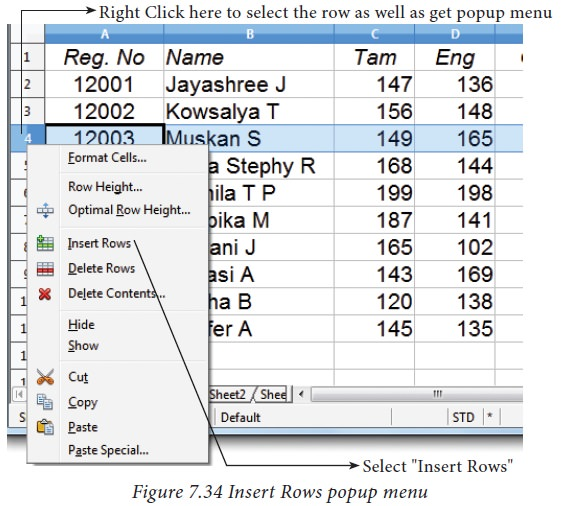 Right Click here to select the row as well as get popup menu
A B C D
1 Reg. No Name Tam Eng
2 12001 Jayashree J 147 136
3 12002 Kowsalya T 156 148
4 12003 Muskan S 149 165
a Stephy R 168 144
nila T P 199 198
pika M 187 141
ani J 165 102
asi A 143 169
ha B 120 138
fer A 145 135
Format Cells...
Row Height...
Optimal Row Height...
Insert Rows
Delete Rows
Delete Contents...
Hide
Show
Cut
Copy
Paste
Paste Special...
Sheet2 Shee
Default STD *
Select "Insert Rows"
Figure 7.34 Insert Rows popup menu